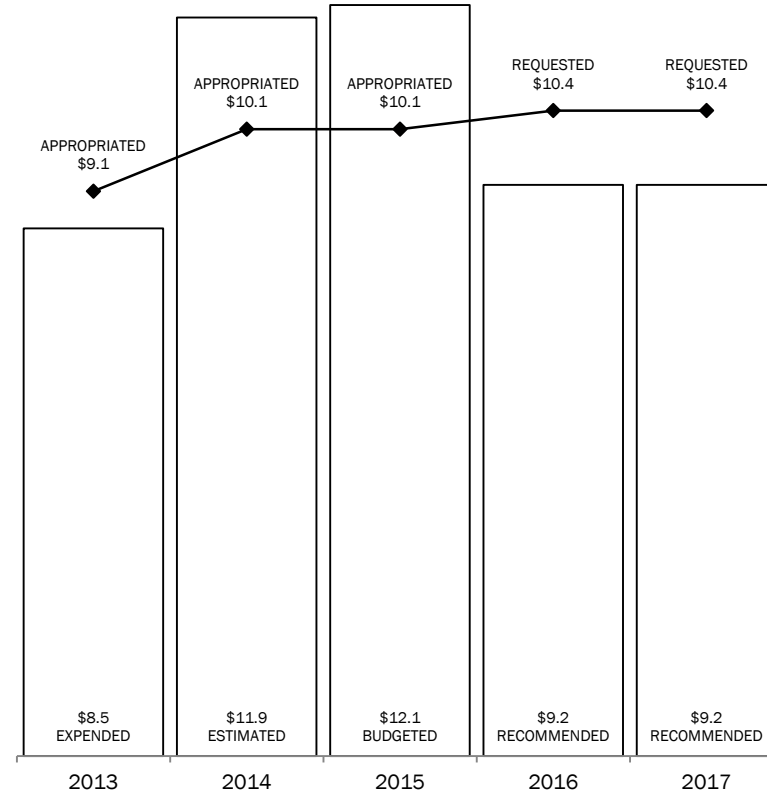 APPROPRIATED
$9.1
APPROPRIATED
$10.1
APPROPRIATED
$10.1
REQUESTED
$10.4
REQUESTED
$10.4
$8.5
EXPENDED
$11.9
ESTIMATED
$12.1
BUDGETED
$9.2
RECOMMENDED
$9.2
RECOMMENDED
2013
2014
2015
2016
2017